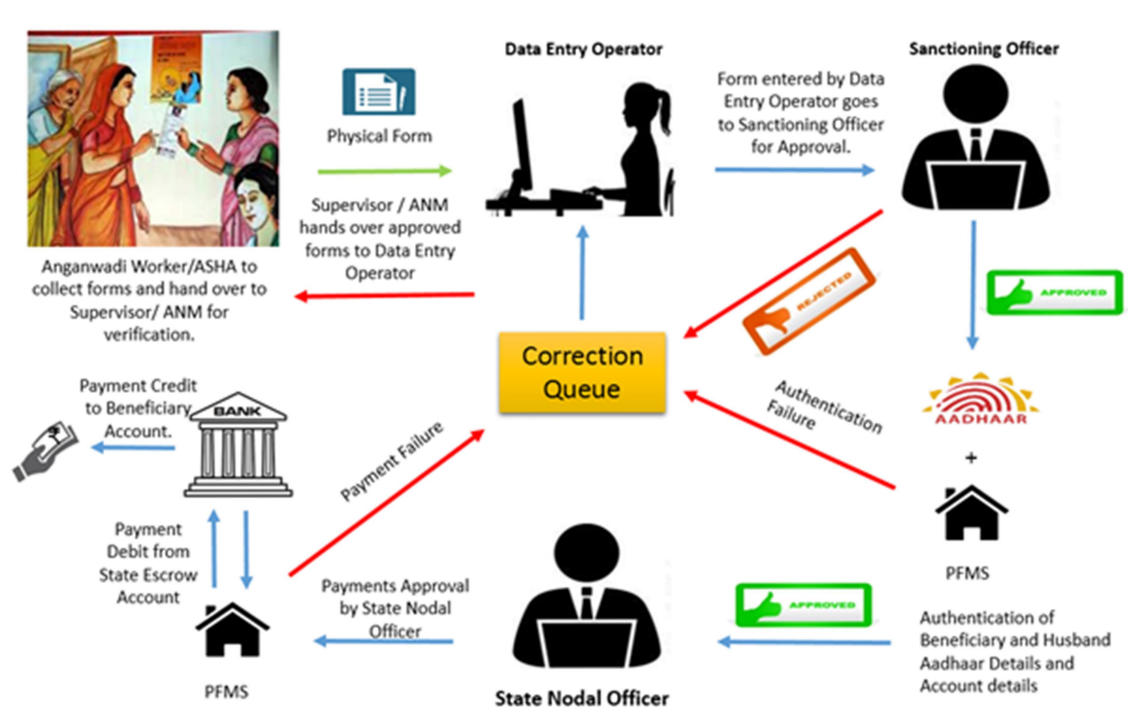 Data Entry Operator
Sanctioning Officer
Physical Form
Form entered by Data
Entry Operator goes
to Sanctioning Officer
for Approval.
Supervisor / ANM
hands over approved
forms to Data Entry
Operator
Anganwadi Worker/ASHA to
collect forms and hand over to
Supervisor/ ANM for
verification.
REJECTED
APPROVED
Correction
Queue
Payment Credit
to Beneficiary
Account.
BANK
Authentication
Failure
AADHAAR
+
Payment Failure
PFMS
Payment
Debit from
State Escrow
Account
Payments Approval
by State Nodal
Officer
APPROVED
Authentication of
Beneficiary and Husband
Aadhaar Details and
Account details
PFMS
State Nodal Officer